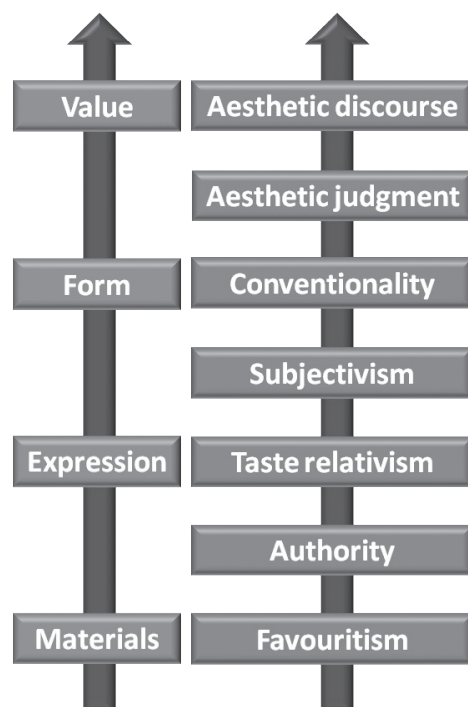 Value
Form
Expression
Materials
Aesthetic discourse
Aesthetic judgment
Conventionality
Subjectivism
Taste relativism
Authority
Favouritism